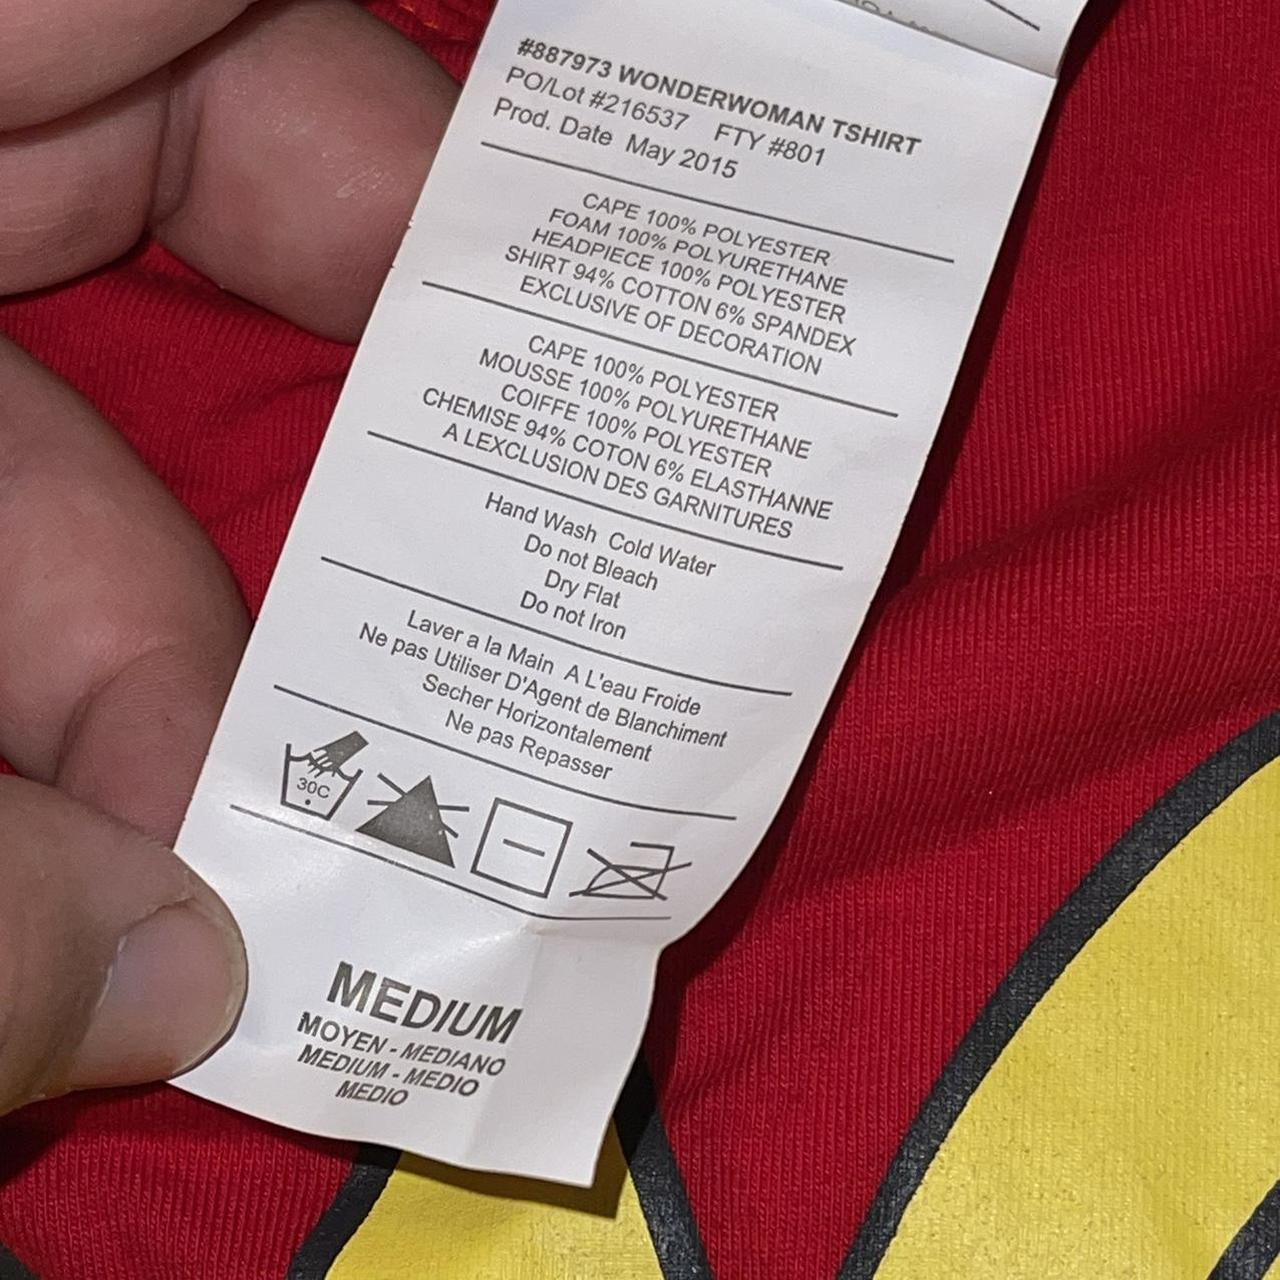 #887973 WONDERWOMAN TSHIRT
PO/Lot #216537 FTY #801
Prod. Date May 2015
CAPE 100% POLYESTER
FOAM 100% POLYURETHANE
HEADPIECE 100% POLYESTER
SHIRT 94% COTTON 6% SPANDEX
EXCLUSIVE OF DECORATION
CAPE 100% POLYESTER
MOUSSE 100% POLYURETHANE
COIFFE 100% POLYESTER
CHEMISE 94% COTON 6% ELASTHANNE
A LEXCLUSION DES GARNITURES
Hand Wash Cold Water
Do not Bleach
Dry Flat
Do not Iron
Laver a la Main A L'eau Froide
Ne pas Utiliser D'Agent de Blanchiment
Secher Horizontalement
Ne pas Repasser
30C
MEDIUM
MOYEN - MEDIANO
MEDIUM - MEDIO
MEDIO